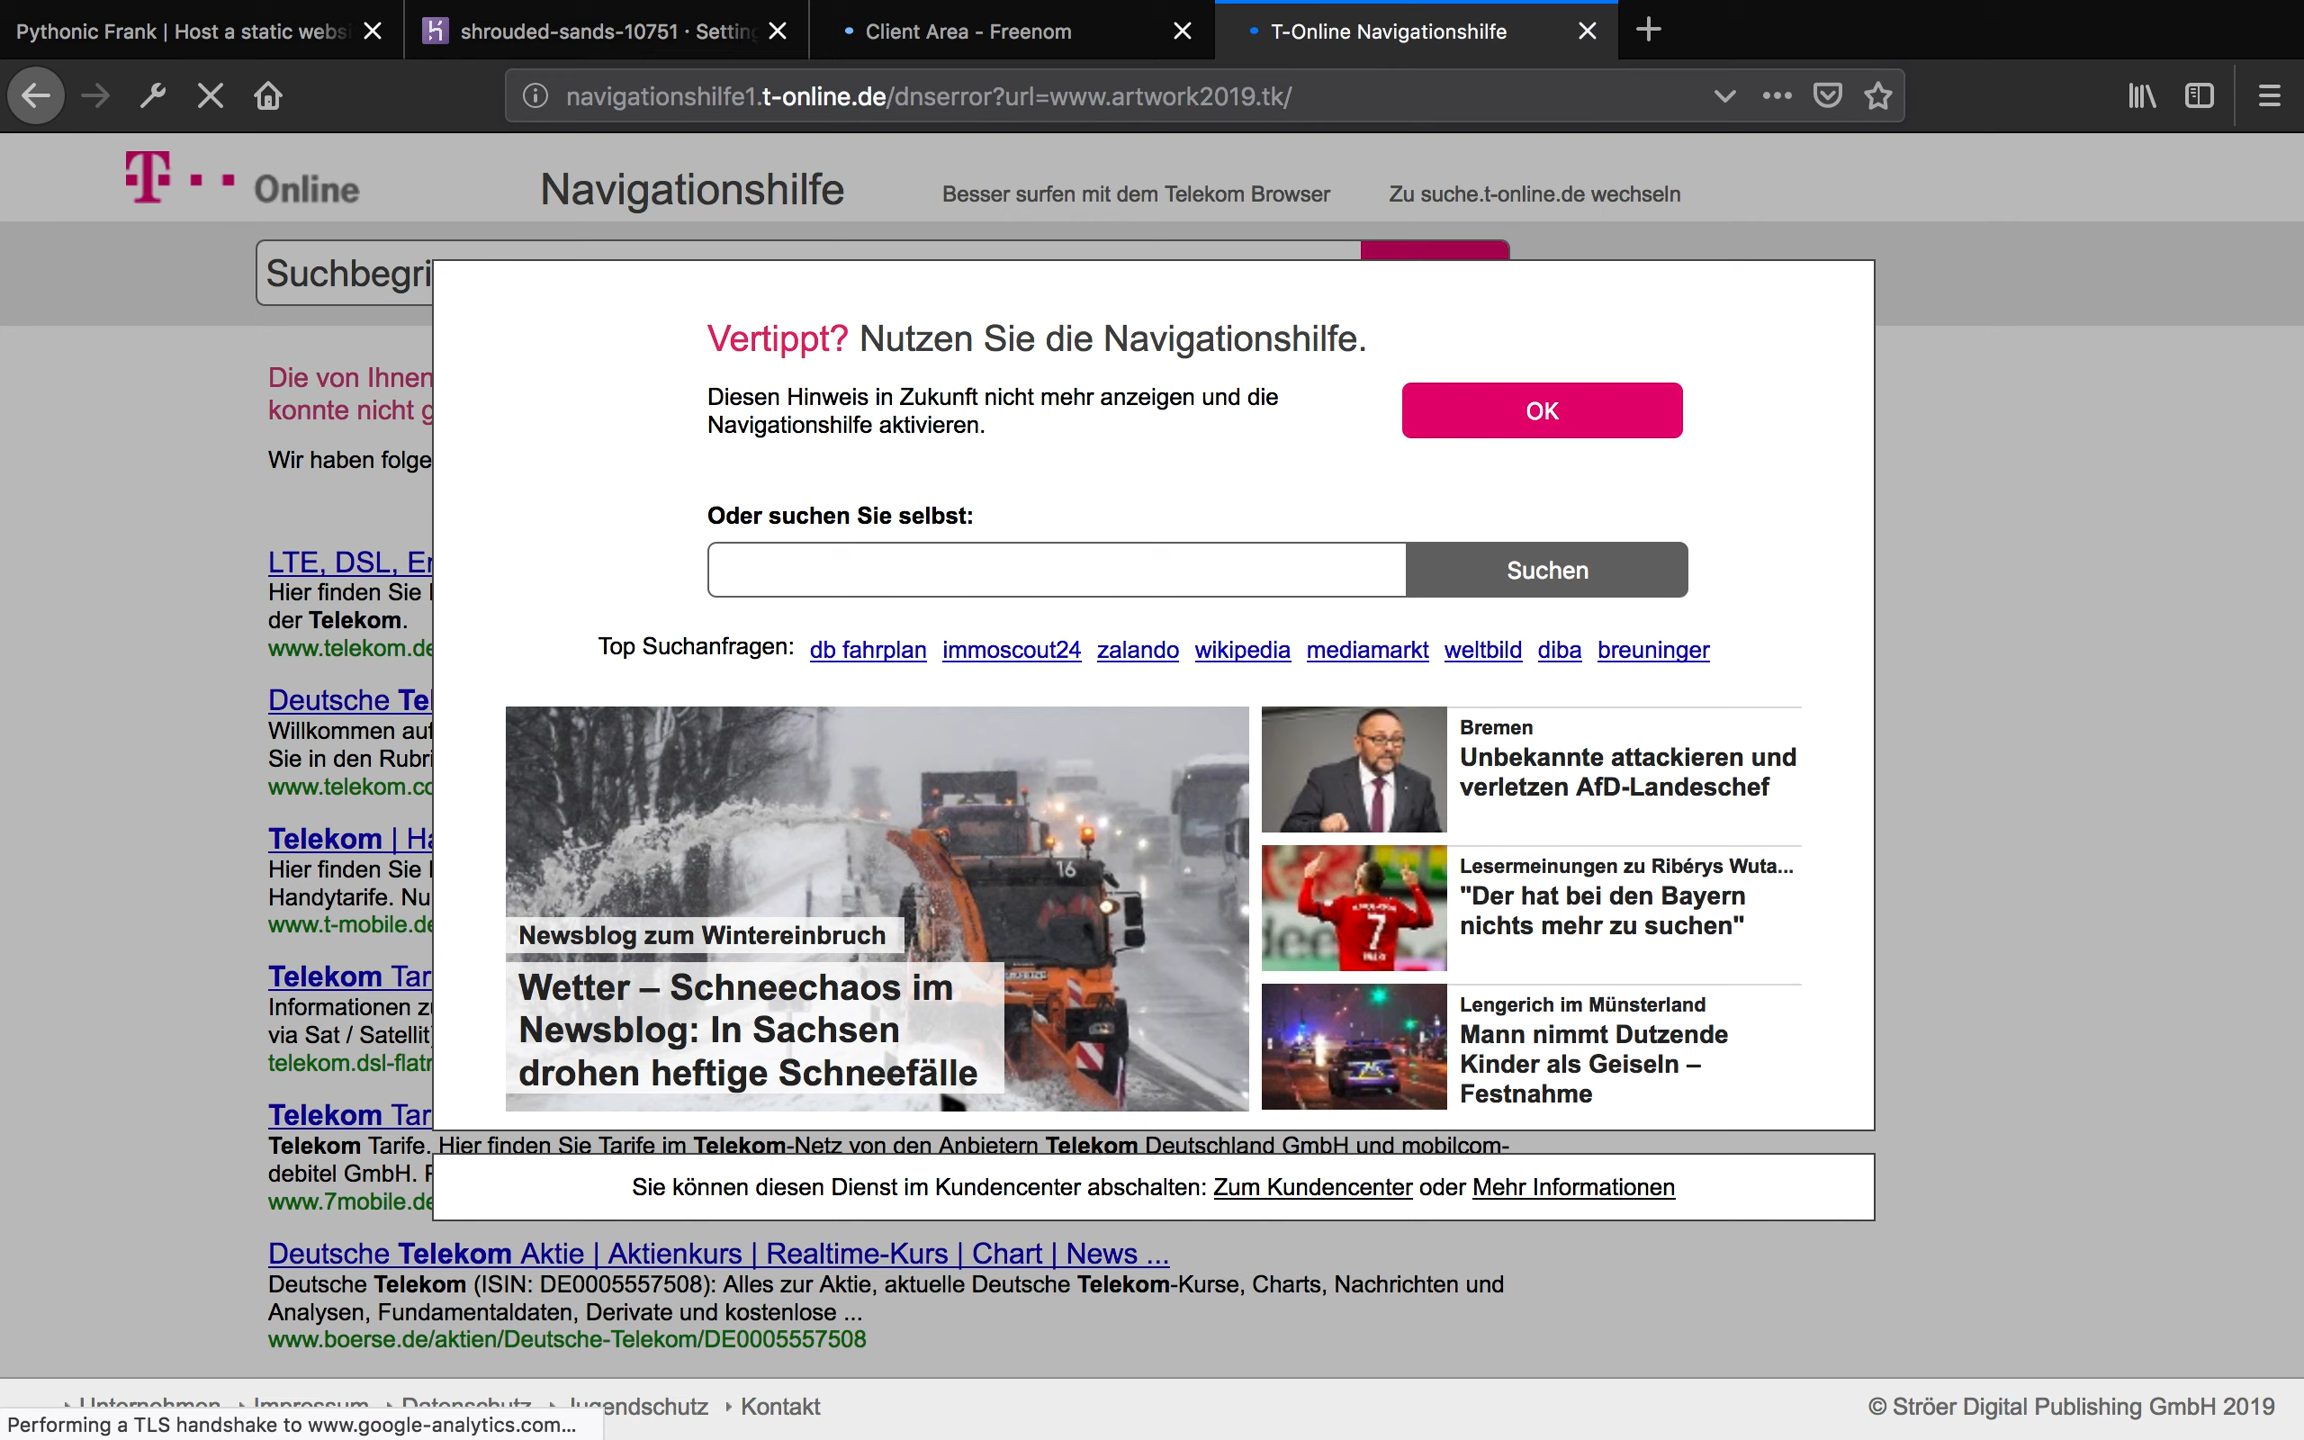 Pythonic Frank | Host a static websi
shrouded-sands-10751 · Setting
Client Area - Freenom
T-Online Navigationshilfe
navigationshilfe1.t-online.de/dnserror?url=www.artwork2019.tk/
T Online
Navigationshilfe
Besser surfen mit dem Telekom Browser
Zu suche.t-online.de wechseln
Suchbegri
Vertippt? Nutzen Sie die Navigationshilfe.
Diesen Hinweis in Zukunft nicht mehr anzeigen und die
Navigationshilfe aktivieren.
OK
Oder suchen Sie selbst:
Suchen
Top Suchanfragen: db fahrplan immoscout24 zalando wikipedia mediamarkt weltbild diba breuninger
16
Newsblog zum Wintereinbruch
Wetter – Schneechaos im
Newsblog: In Sachsen
drohen heftige Schneefälle
Bremen
Unbekannte attackieren und
verletzen AfD-Landeschef
7
Lesermeinungen zu Ribérys Wuta...
"Der hat bei den Bayern
nichts mehr zu suchen"
Lengerich im Münsterland
Mann nimmt Dutzende
Kinder als Geiseln –
Festnahme
Sie können diesen Dienst im Kundencenter abschalten: Zum Kundencenter oder Mehr Informationen
Die von Ihnen
konnte nicht g
Wir haben folge
LTE, DSL, En
Hier finden Sie
der Telekom.
www.telekom.de
Deutsche Tel
Willkommen auf
Sie in den Rubri
www.telekom.co
Telekom | Ha
Hier finden Sie
Handytarife. Nu
www.t-mobile.de
Telekom Tar
Informationen zu
via Sat / Satellit
telekom.dsl-flatr
Telekom Tar
Telekom Tarife. Hier finden Sie Tarife im Telekom-Netz von den Anbietern Telekom Deutschland GmbH und mobilcom-
debitel GmbH. P
www.7mobile.de
Deutsche Telekom Aktie | Aktienkurs | Realtime-Kurs | Chart | News ...
Deutsche Telekom (ISIN: DE0005557508): Alles zur Aktie, aktuelle Deutsche Telekom-Kurse, Charts, Nachrichten und
Analysen, Fundamentaldaten, Derivate und kostenlose ...
www.boerse.de/aktien/Deutsche-Telekom/DE0005557508
Unternehmen Impressum Datenschutz Jugendschutz Kontakt
© Ströer Digital Publishing GmbH 2019
Performing a TLS handshake to www.google-analytics.com...